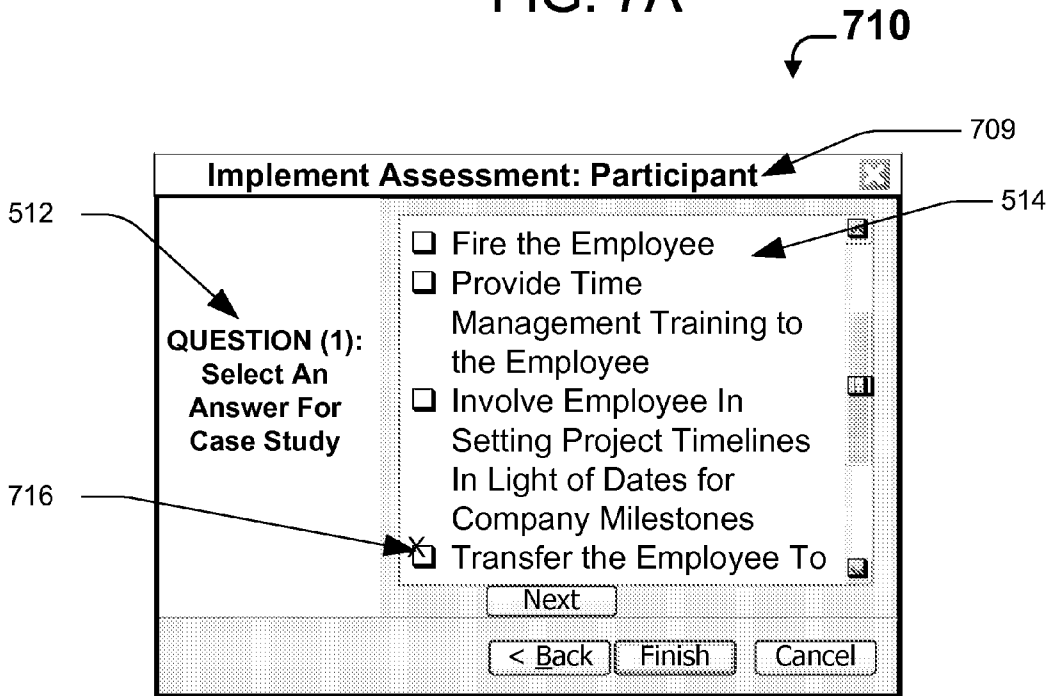 FIG. 7A
710
709
Implement Assessment: Participant
512
514
Fire the Employee
Provide Time
Management Training to
the Employee
QUESTION (1):
Select An
Answer For
Case Study
Involve Employee In
Setting Project Timelines
In Light of Dates for
Company Milestones
716
X
Transfer the Employee To
Next
< Back
Finish
Cancel